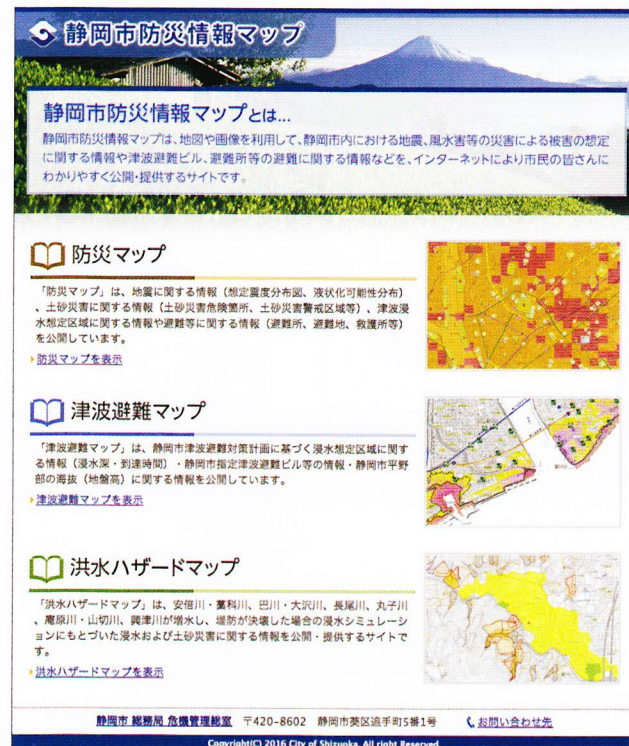 静岡市防災情報マップ
静岡市防災情報マップとは...
静岡市防災情報マップは、地図や画像を利用して、静岡市内における地震、風水害等の災害による被害の想定
に関する情報や津波避難ビル、避難所等の避難に関する情報などを、インターネットにより市民の皆さんに
わかりやすく公開・提供するサイトです。
防災マップ
「防災マップ」は、地震に関する情報（想定震度分布図、液状化可能性分布）
、土砂災害に関する情報（土砂災害危険箇所、土砂災害警戒区域等）、津波浸
水想定区域に関する情報や避難等に関する情報（避難所、避難地、救護所等）
を公開しています。
防災マップを表示
津波避難マップ
「津波避難マップ」は、静岡市津波避難対策計画に基づく浸水想定区域に関す
る情報（浸水深・到達時間）・静岡市指定津波避難ビル等の情報・静岡市平野
部の海抜（地盤高）に関する情報を公開しています。
津波避難マップを表示
洪水ハザードマップ
「洪水ハザードマップ」は、安倍川・藁科川、巴川・大沢川、長尾川、丸子川
、庵原川・山切川、興津川が増水し、堤防が決壊した場合の浸水シミュレーシ
ョンにもとづいた浸水および土砂災害に関する情報を公開・提供するサイトで
す。
洪水ハザードマップを表示
静岡市 総務局 危機管理総室 〒420-8602 静岡市葵区追手町5番1号 お問い合わせ先
Copyright(C) 2016 City of Shizuoka. All right Reserved